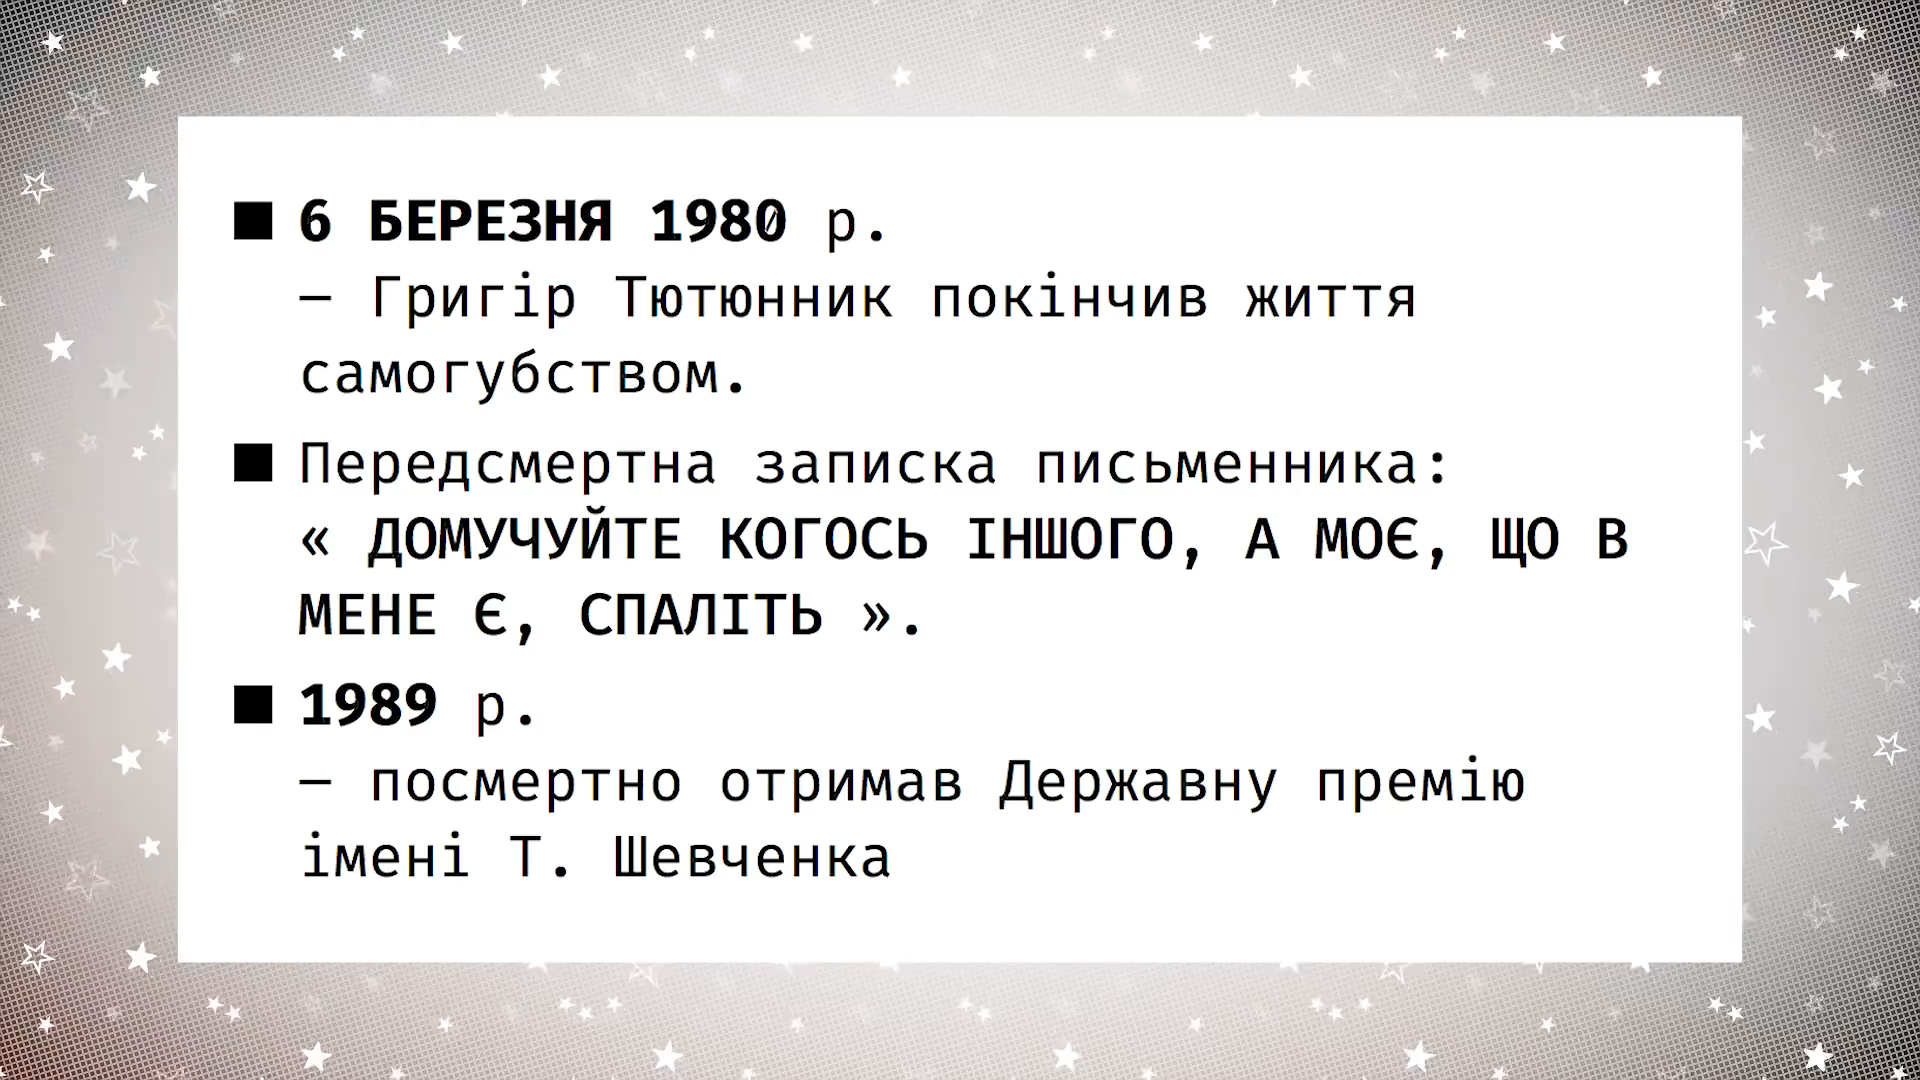 ■ 6 БЕРЕЗНЯ 1980 р.
– Григір Тютюнник покінчив життя
самогубством.
■ Передсмертна записка письменника:
« ДОМУЧУЙТЕ КОГОСЬ ІНШОГО, А МОЄ, ЩО В
МЕНЕ Є, СПАЛІТЬ ».
■ 1989 р.
– посмертно отримав Державну премію
імені Т. Шевченка